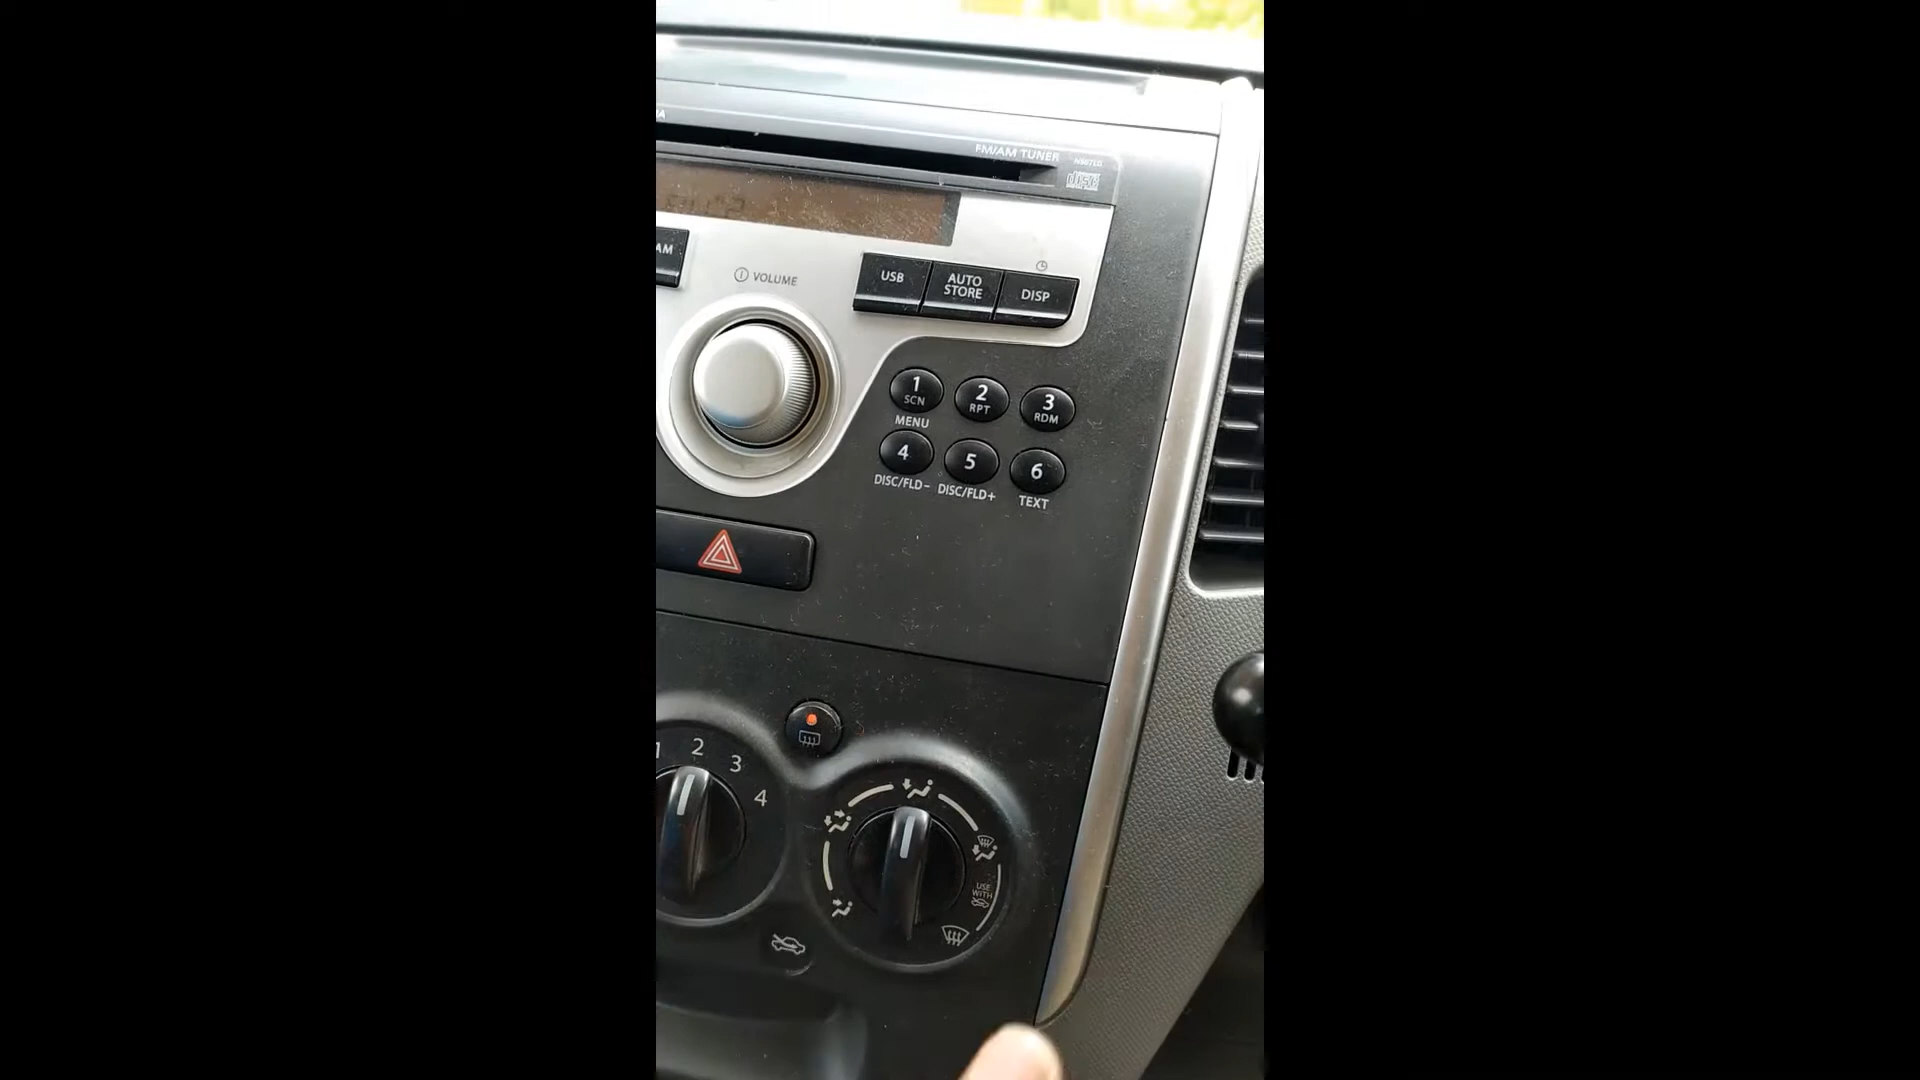 FM/AM TUNER
disc
AM
VOLUME
USB
AUTO
STORE
DISP
1
SCN
2
RPT
3
RDM
MENU
4
5
6
DISC/FLD-
DISC/FLD+
TEXT
1
2
3
4
USE
WITH